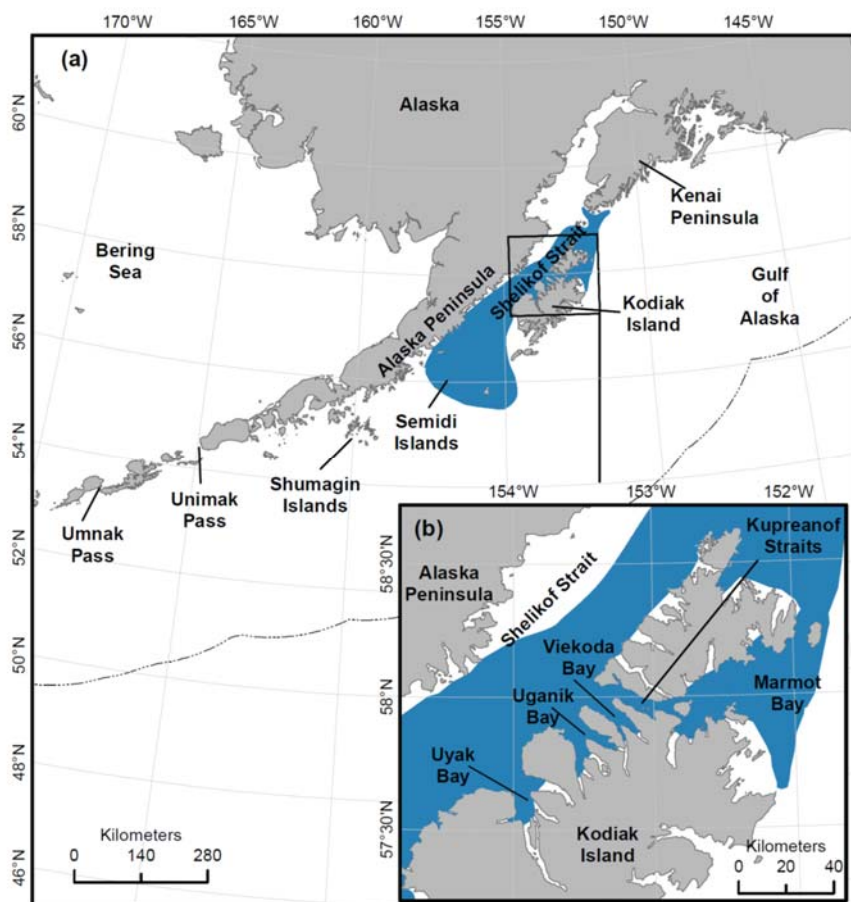 170°W 165°W 160°W 155°W 150°W 145°W
(a)
60°N
58°N
56°N
54°N
52°N
50°N
48°N
46°N
Alaska
Kenai
Peninsula
Bering
Sea
Shelikof Strait
Gulf
of
Alaska
Kodiak
Island
Alaska Peninsula
Semidi
Islands
Shumagin
Islands
Unimak
Pass
Umnak
Pass
Kilometers
0 140 280
154°W 153°W 152°W
(b)
58°30'N
58°N
57°30'N
Kupreanof
Straits
Alaska
Peninsula
Shelikof Strait
Viekoda
Bay
Uganik
Bay
Marmot
Bay
Uyak
Bay
Kodiak
Island
Kilometers
0 20 40